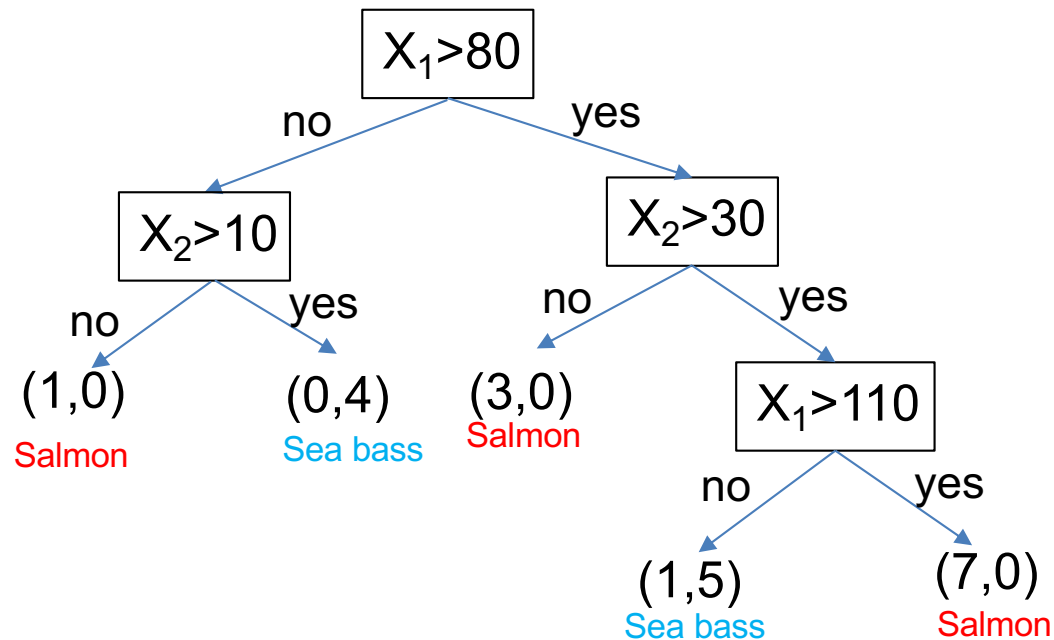 X₁>80
no
yes
X₂>10
X₂>30
no
yes
no
yes
(1,0)
Salmon
(0,4)
Sea bass
(3,0)
Salmon
X₁>110
no
yes
(1,5)
Sea bass
(7,0)
Salmon